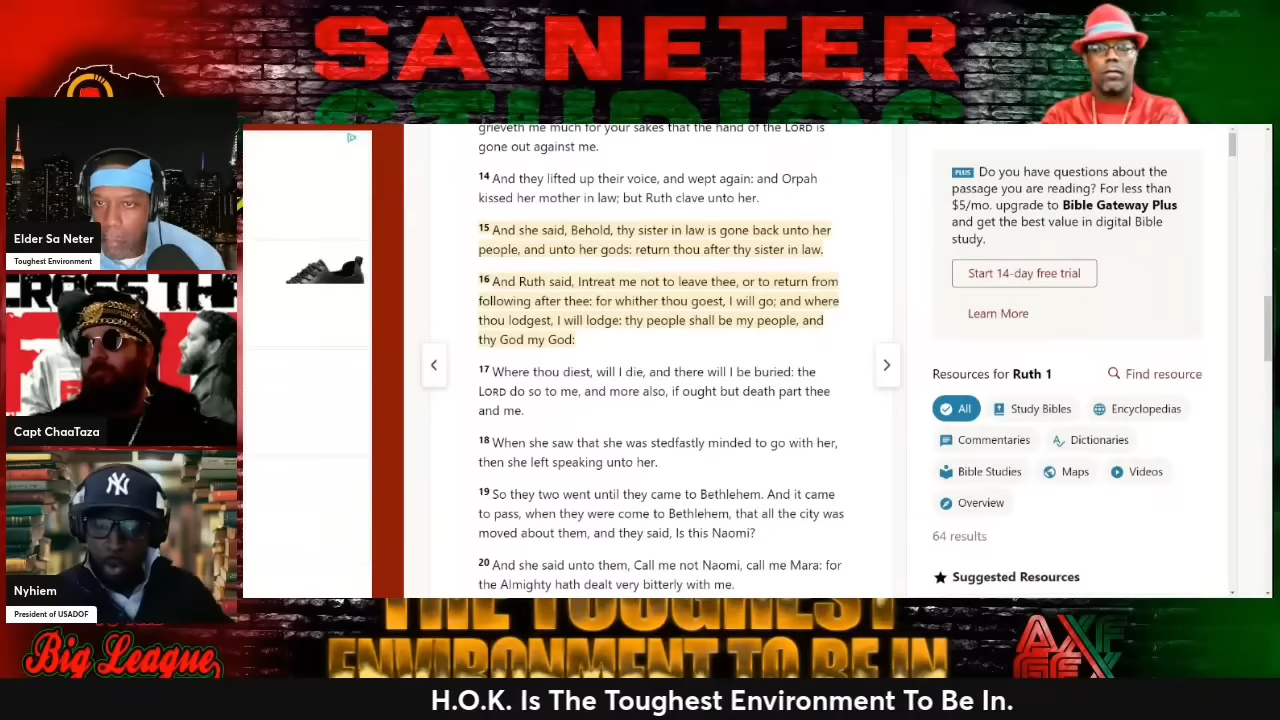 SA NETER
STUDIOS
Elder Sa Neter
Toughest Environment
CROSS TH
Capt ChaaTaza
NY
Nyhiem
President of USADOF
Big League
grieveth me much for your sakes that the hand of the LORD is
gone out against me.
14 And they lifted up their voice, and wept again: and Orpah
kissed her mother in law; but Ruth clave unto her.
15 And she said, Behold, thy sister in law is gone back unto her
people, and unto her gods: return thou after thy sister in law.
16 And Ruth said, Intreat me not to leave thee, or to return from
following after thee: for whither thou goest, I will go; and where
thou lodgest, I will lodge: thy people shall be my people, and
thy God my God:
17 Where thou diest, will I die, and there will I be buried: the
LORD do so to me, and more also, if ought but death part thee
and me.
18 When she saw that she was stedfastly minded to go with her,
then she left speaking unto her.
19 So they two went until they came to Bethlehem. And it came
to pass, when they were come to Bethlehem, that all the city was
moved about them, and they said, Is this Naomi?
20 And she said unto them, Call me not Naomi, call me Mara: for
the Almighty hath dealt very bitterly with me.
PLUS Do you have questions about the
passage you are reading? For less than
$5/mo. upgrade to Bible Gateway Plus
and get the best value in digital Bible
study.
Start 14-day free trial
Learn More
Resources for Ruth 1 Find resource
All Study Bibles Encyclopedias
Commentaries Dictionaries
Bible Studies Maps Videos
Overview
64 results
Suggested Resources
THE TOUGHEST
ENVIRONMENT TO BE IN
H.O.K. Is The Toughest Environment To Be In.